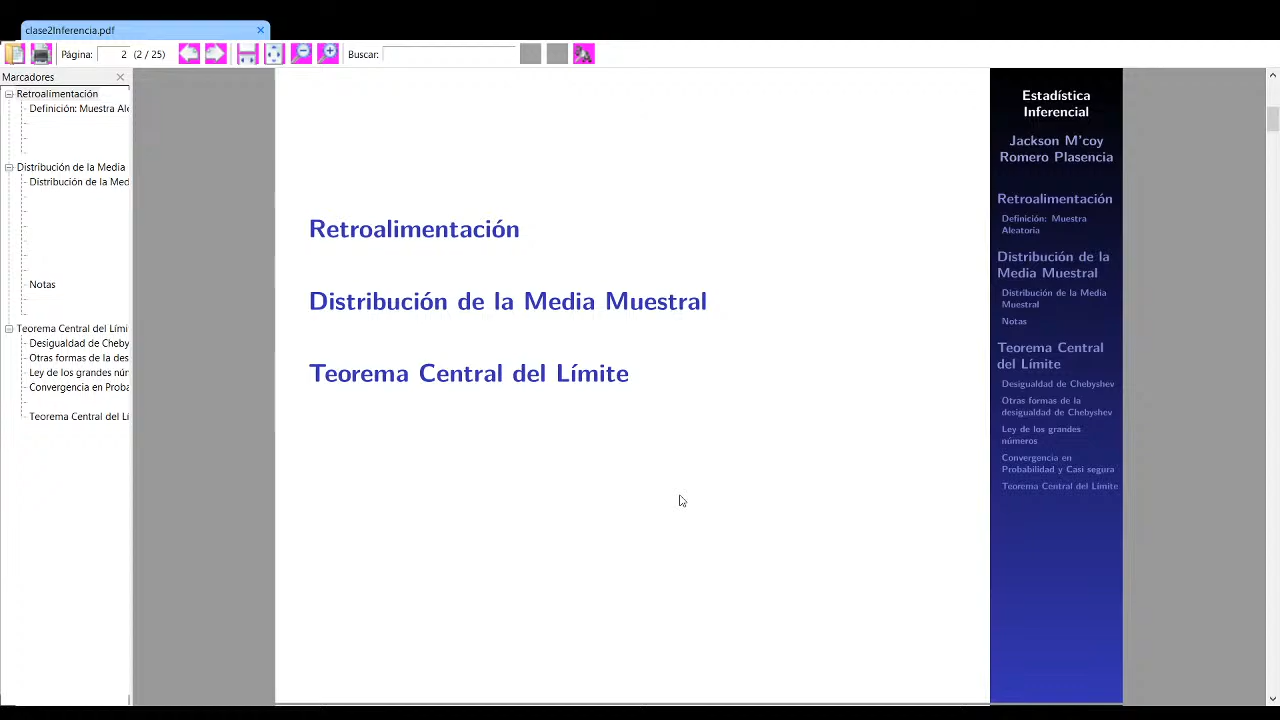 clase2Inferencia.pdf
Página: 2 (2 / 25) Buscar:
Marcadores
Retroalimentación
Definición: Muestra Ale
Distribución de la Media
Distribución de la Med
Notas
Teorema Central del Lími
Desigualdad de Cheby
Otras formas de la des
Ley de los grandes núr
Convergencia en Proba
Teorema Central del Lí
Retroalimentación
Distribución de la Media Muestral
Teorema Central del Límite
Estadística
Inferencial
Jackson M'coy
Romero Plasencia
Retroalimentación
Definición: Muestra
Aleatoria
Distribución de la
Media Muestral
Distribución de la Media
Muestral
Notas
Teorema Central
del Límite
Desigualdad de Chebyshev
Otras formas de la
desigualdad de Chebyshev
Ley de los grandes
números
Convergencia en
Probabilidad y Casi segura
Teorema Central del Límite